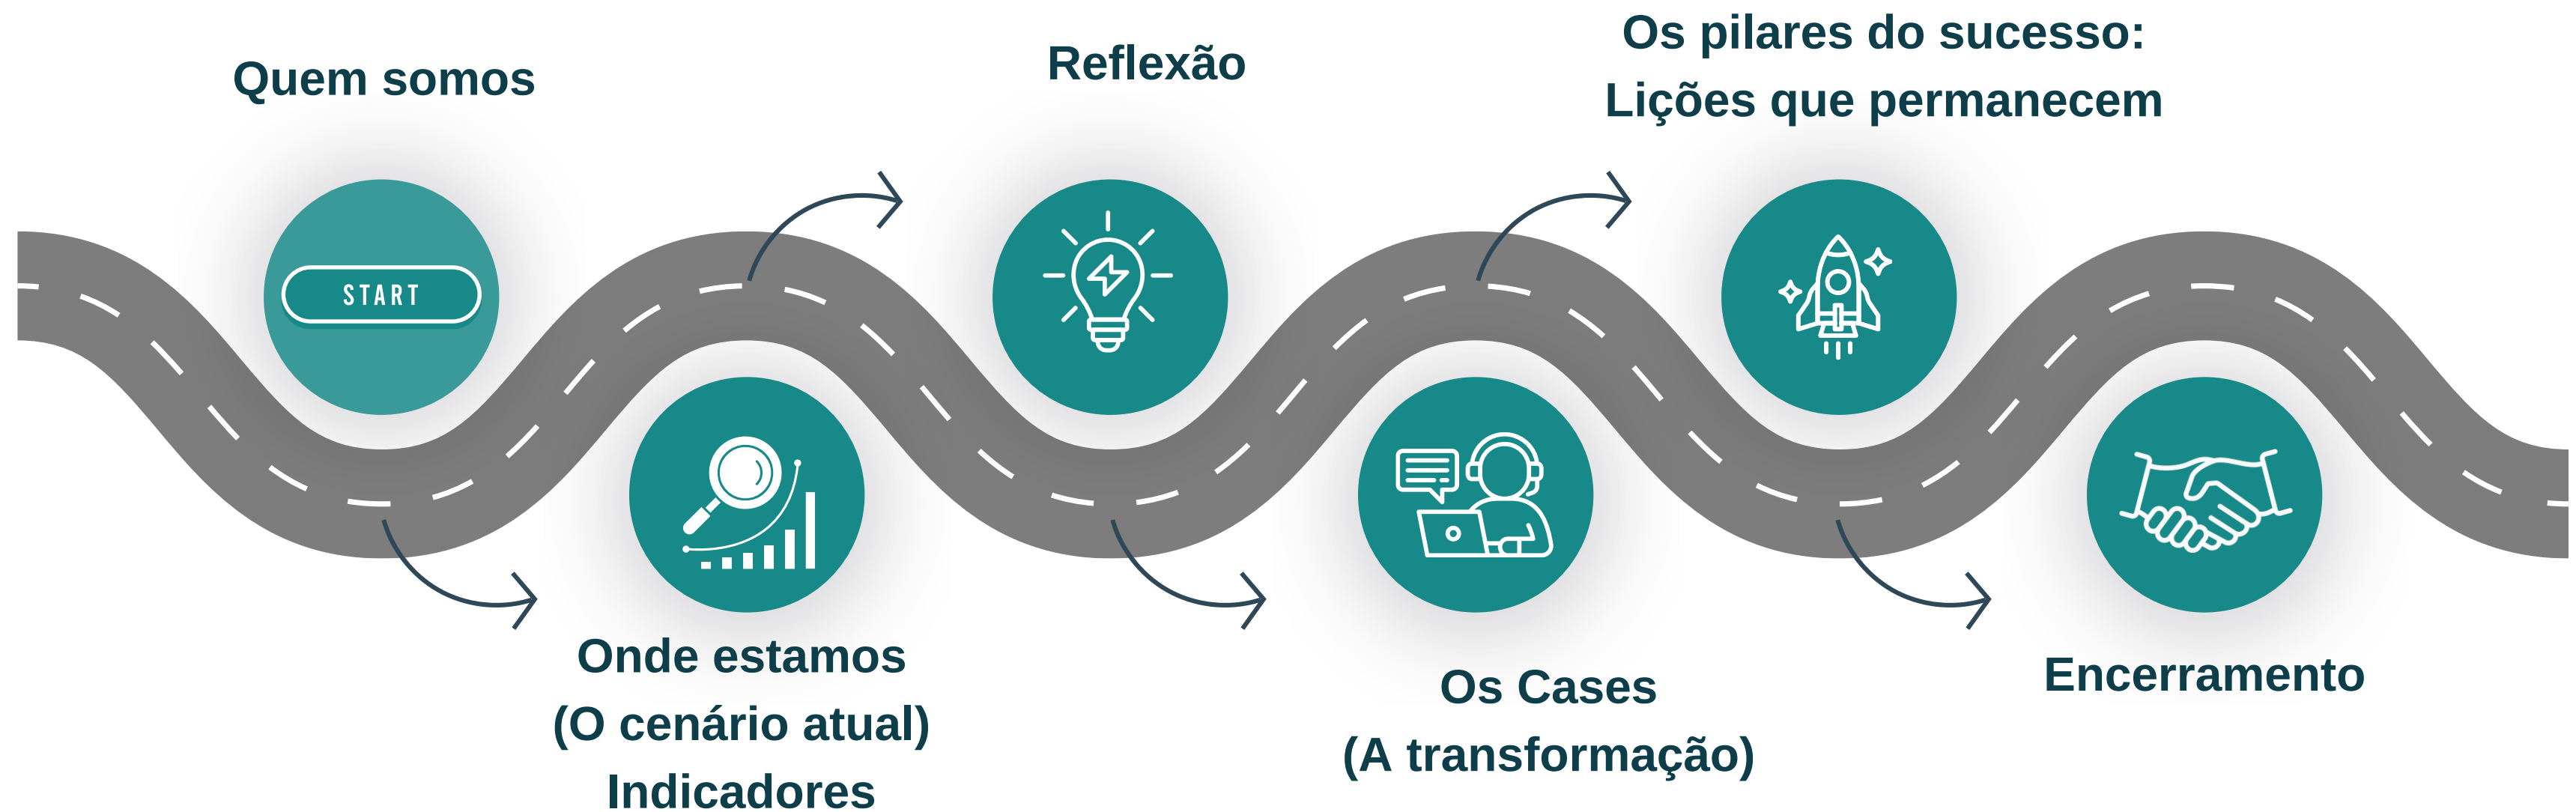 Quem somos
START
Onde estamos
(O cenário atual)
Indicadores
Reflexão
Os Cases
(A transformação)
Os pilares do sucesso:
Lições que permanecem
Encerramento